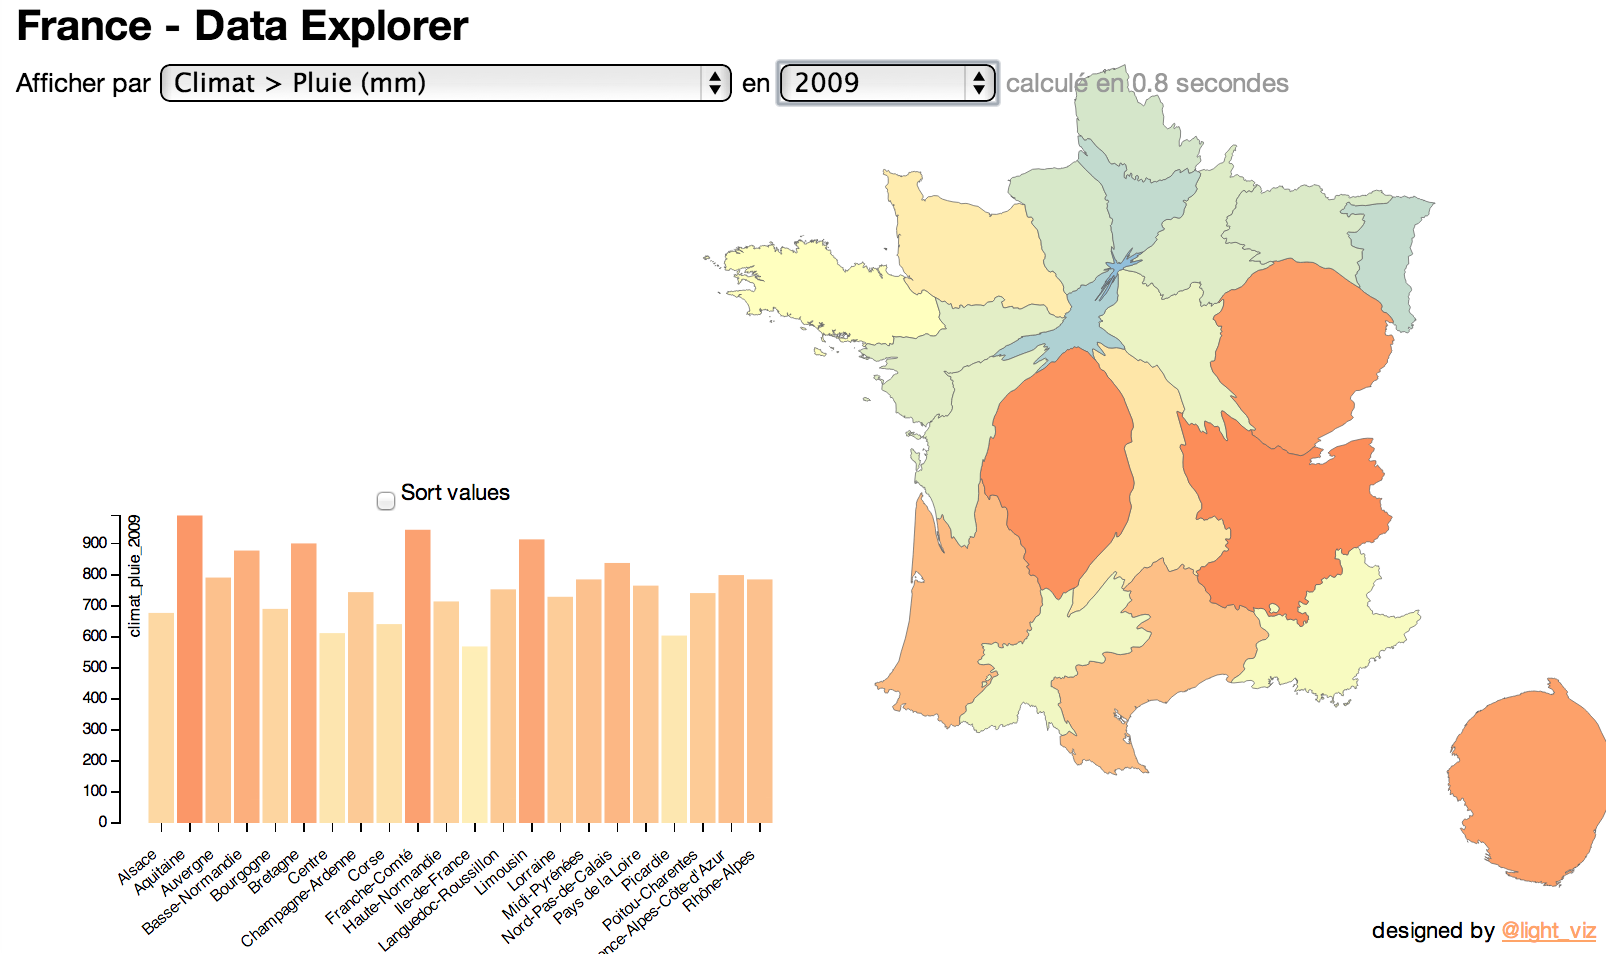 France - Data Explorer
Afficher par Climat > Pluie (mm) en 2009 calculé en 0.8 secondes
Sort values
climat_pluie_2009
900
800
700
600
500
400
300
200
100
0
Alsace
Aquitaine
Auvergne
Basse-Normandie
Bourgogne
Bretagne
Centre
Champagne-Ardenne
Corse
Franche-Comté
Haute-Normandie
Ile-de-France
Languedoc-Roussillon
Limousin
Lorraine
Midi-Pyrénées
Nord-Pas-de-Calais
Pays de la Loire
Picardie
Poitou-Charentes
ence-Alpes-Côte-d'Azur
Rhône-Alpes
designed by @light_viz